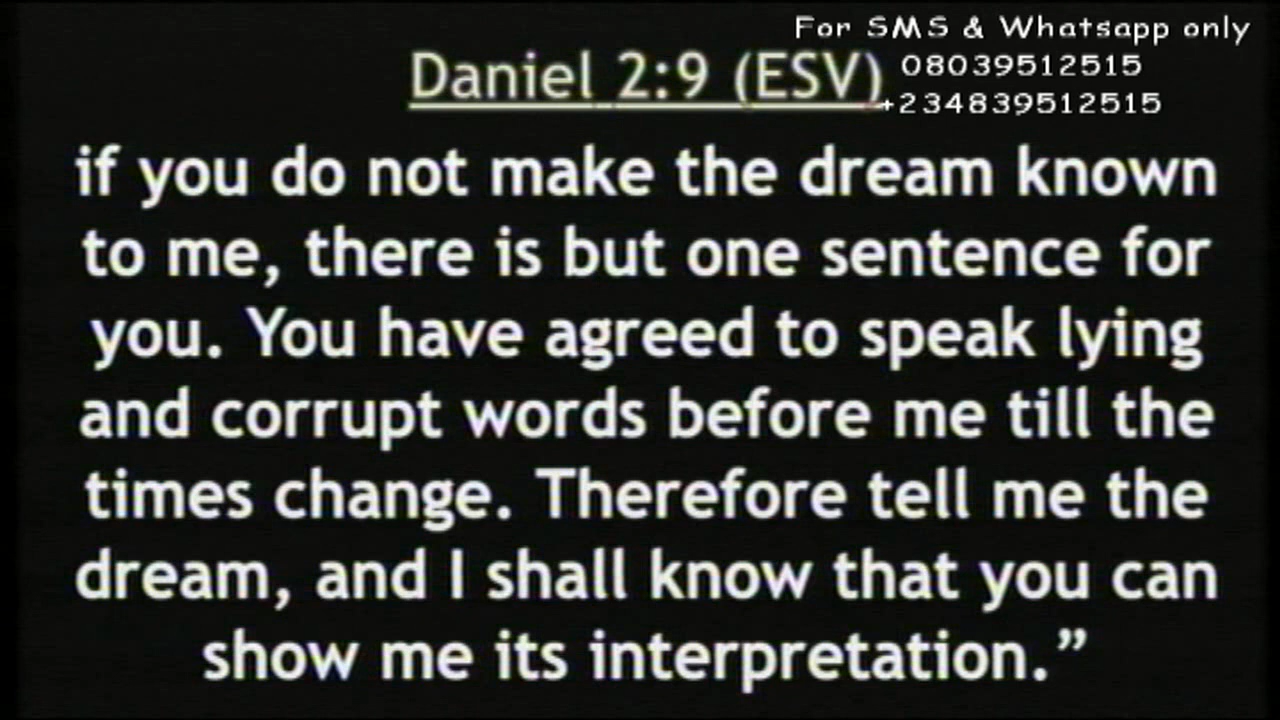 For SMS & Whatsapp only
08039512515
+234839512515
Daniel 2:9 (ESV)
if you do not make the dream known
to me, there is but one sentence for
you. You have agreed to speak lying
and corrupt words before me till the
times change. Therefore tell me the
dream, and I shall know that you can
show me its interpretation.”